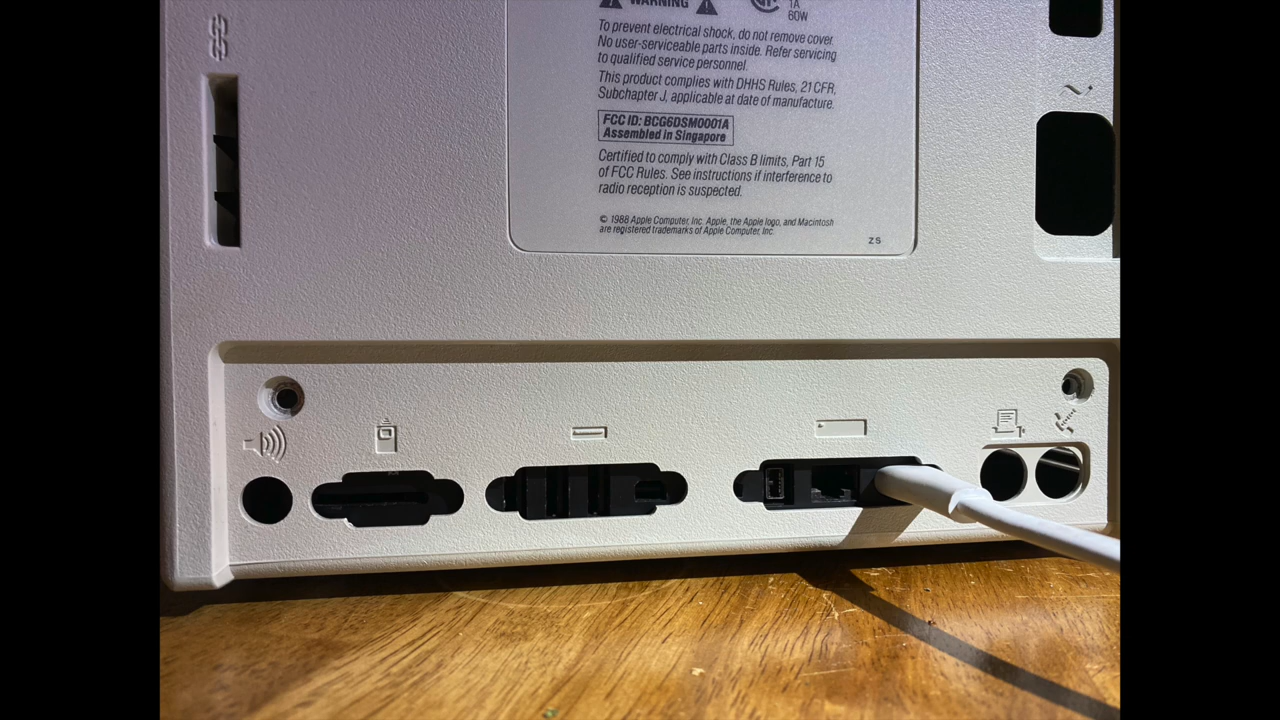 WARNING
1A
60W
To prevent electrical shock, do not remove cover.
No user-serviceable parts inside. Refer servicing
to qualified service personnel.
This product complies with DHHS Rules, 21 CFR,
Subchapter J, applicable at date of manufacture.
FCC ID: BCG6DSM0001A
Assembled in Singapore
Certified to comply with Class B limits, Part 15
of FCC Rules. See instructions if interference to
radio reception is suspected.
© 1988 Apple Computer, Inc. Apple, the Apple logo, and Macintosh
are registered trademarks of Apple Computer, Inc.
ZS